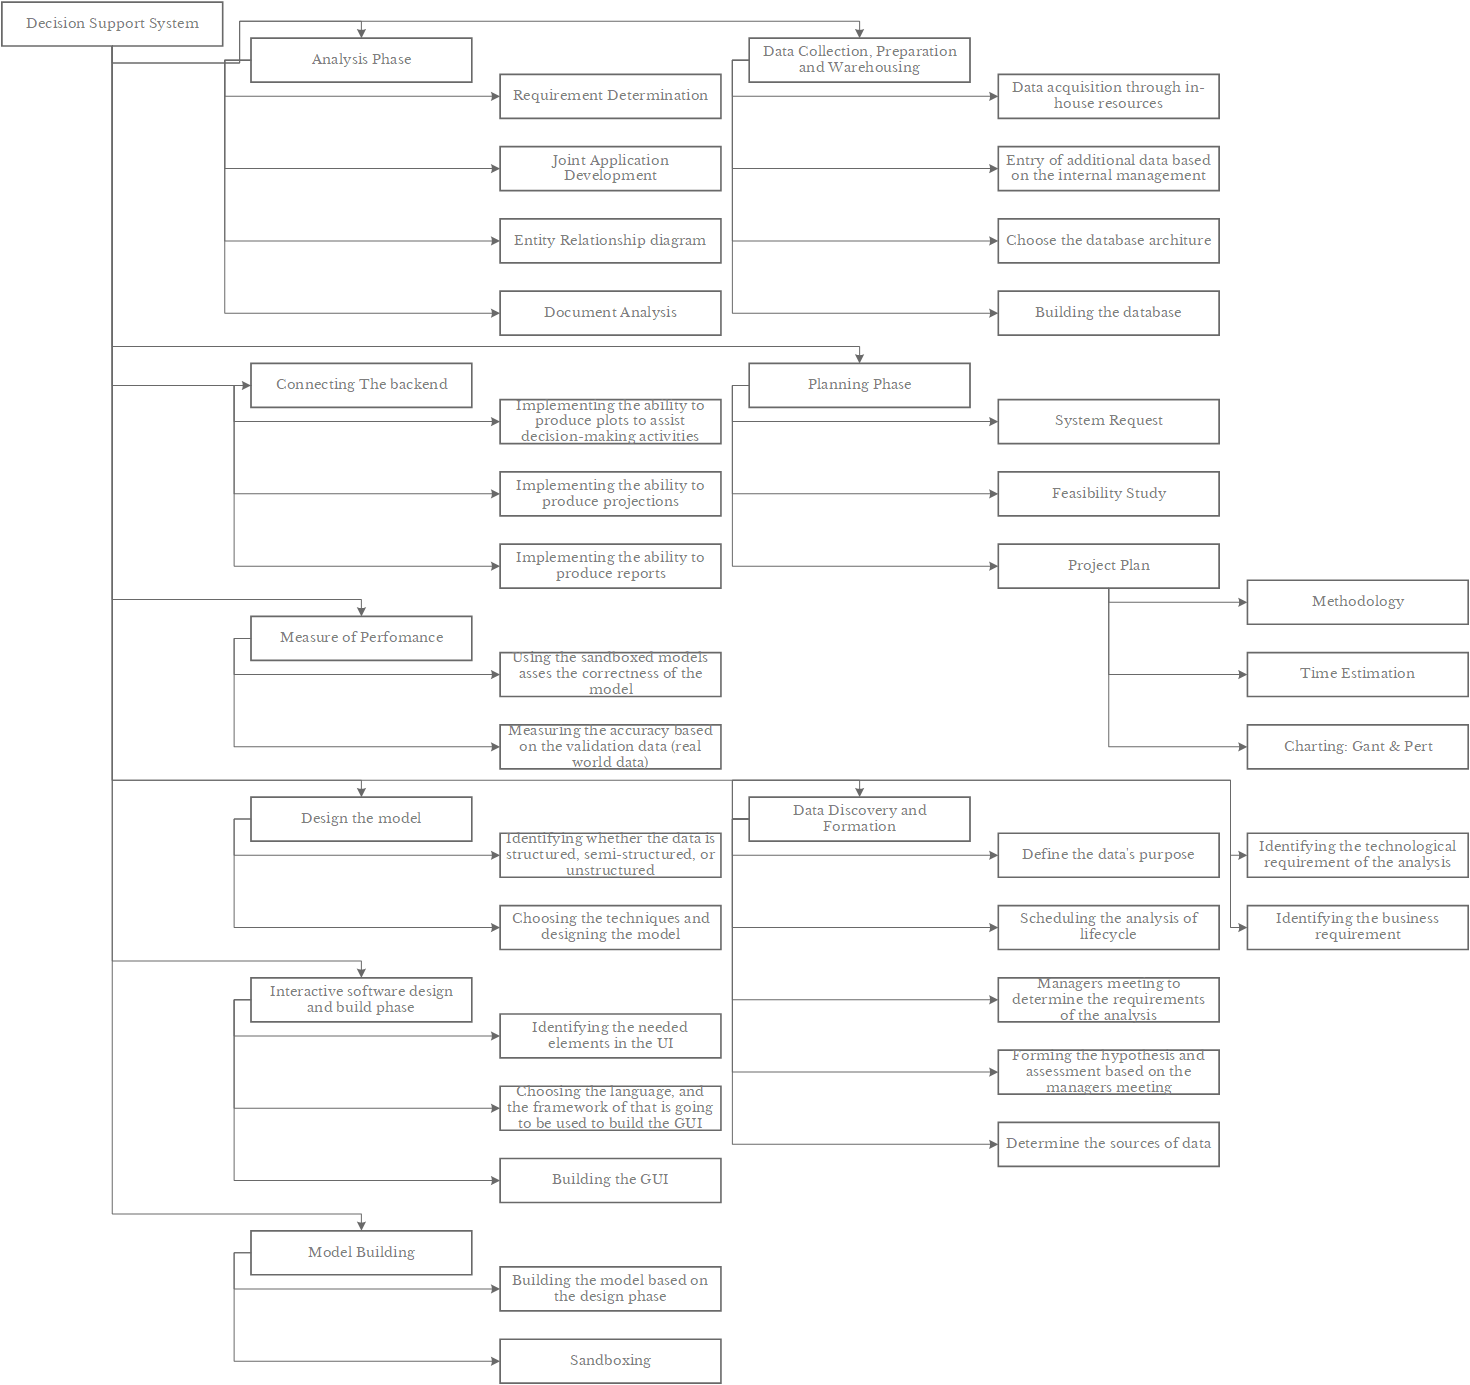 Decision Support System
Analysis Phase
Requirement Determination
Joint Application
Development
Entity Relationship diagram
Document Analysis
Data Collection, Preparation
and Warehousing
Data acquisition through in-
house resources
Entry of additional data based
on the internal management
Choose the database architure
Building the database
Connecting The backend
Implementing the ability to
produce plots to assist
decision-making activities
Implementing the ability to
produce projections
Implementing the ability to
produce reports
Planning Phase
System Request
Feasibility Study
Project Plan
Methodology
Time Estimation
Charting: Gant & Pert
Measure of Perfomance
Using the sandboxed models
asses the correctness of the
model
Measuring the accuracy based
on the validation data (real
world data)
Design the model
Identifying whether the data is
structured, semi-structured, or
unstructured
Choosing the techniques and
designing the model
Data Discovery and
Formation
Define the data's purpose
Scheduling the analysis of
lifecycle
Managers meeting to
determine the requirements
of the analysis
Forming the hypothesis and
assessment based on the
managers meeting
Determine the sources of data
Identifying the technological
requirement of the analysis
Identifying the business
requirement
Interactive software design
and build phase
Identifying the needed
elements in the UI
Choosing the language, and
the framework of that is going
to be used to build the GUI
Building the GUI
Model Building
Building the model based on
the design phase
Sandboxing